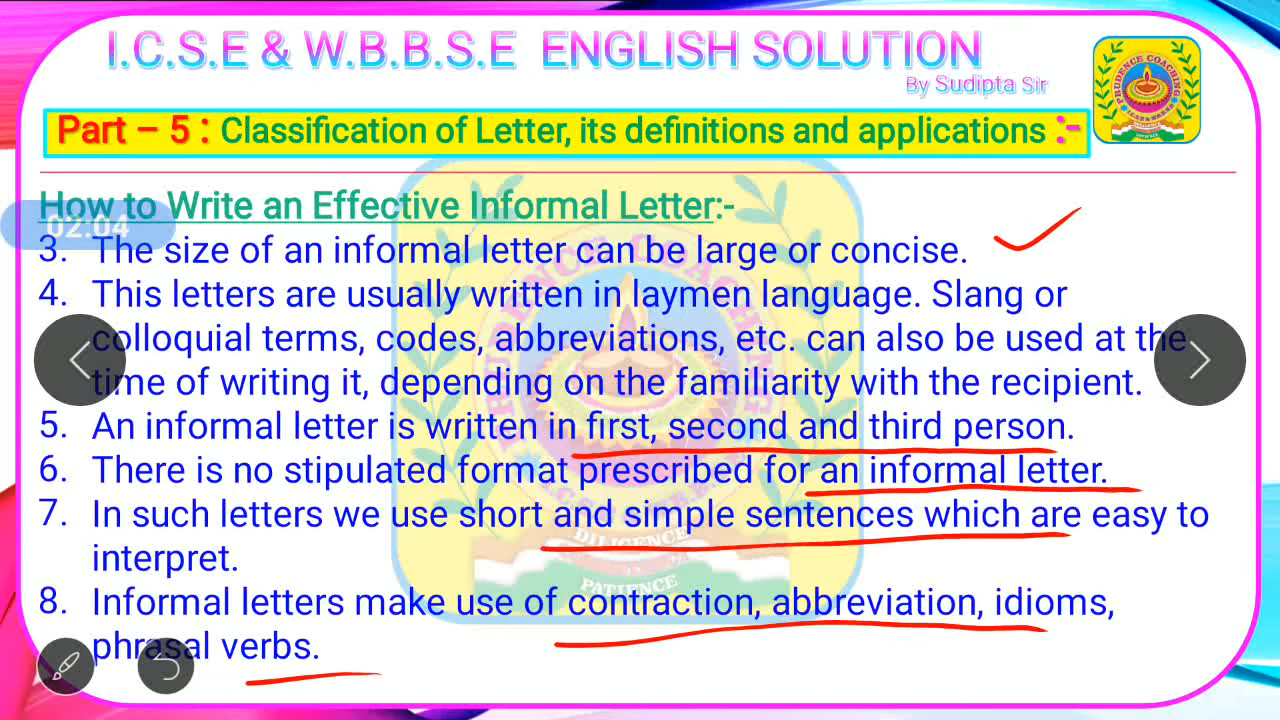 I.C.S.E & W.B.B.S.E ENGLISH SOLUTION
By Sudipta Sir
PRUDENCE COACHING
Part – 5 : Classification of Letter, its definitions and applications :-
How to Write an Effective Informal Letter:-
02:04
3. The size of an informal letter can be large or concise.
4. This letters are usually written in laymen language. Slang or
colloquial terms, codes, abbreviations, etc. can also be used at the
time of writing it, depending on the familiarity with the recipient.
5. An informal letter is written in first, second and third person.
6. There is no stipulated format prescribed for an informal letter.
7. In such letters we use short and simple sentences which are easy to
interpret.
8. Informal letters make use of contraction, abbreviation, idioms,
phrasal verbs.
PRUDENCE COACHING
DILIGENCE
PATIENCE